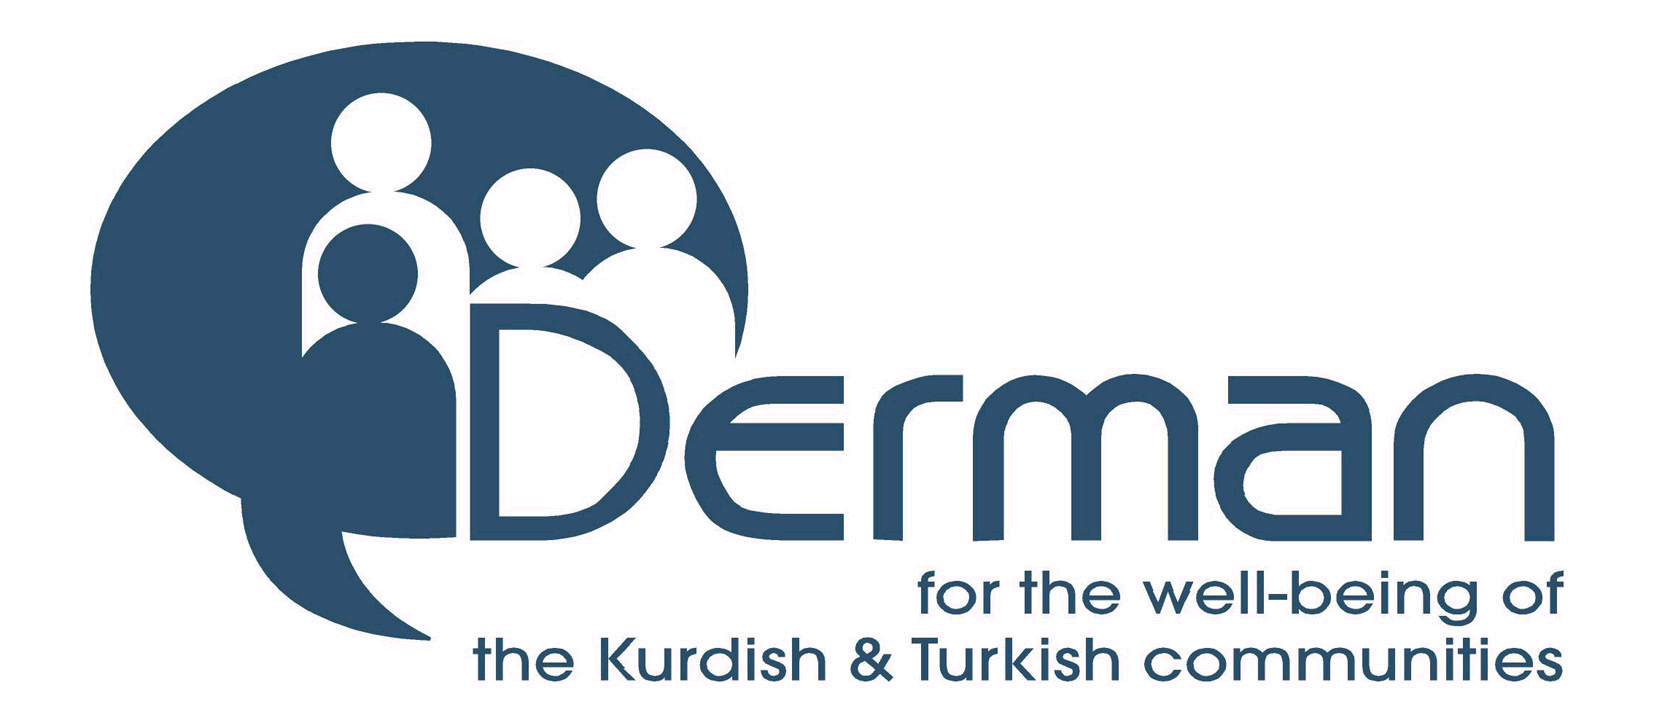 Derman
for the well-being of
the Kurdish & Turkish communities